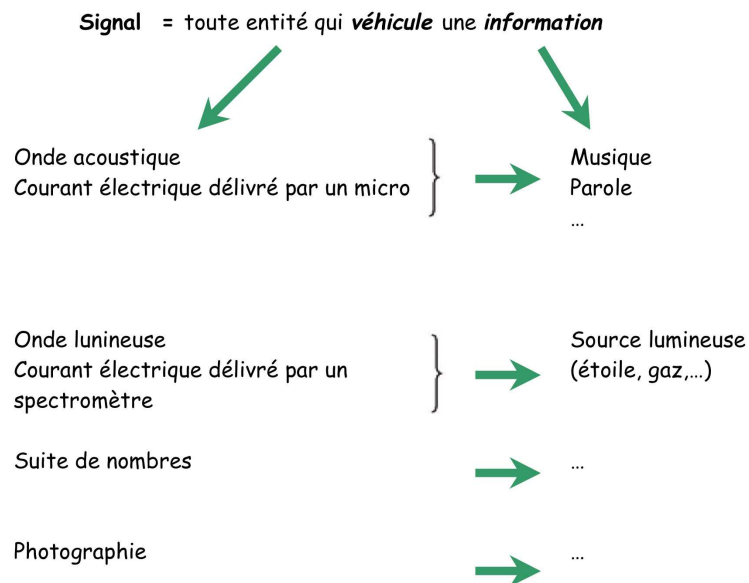 Signal = toute entité qui véhicule une information
Onde acoustique
Courant électrique délivré par un micro
Musique
Parole
...
Onde lunineuse
Courant électrique délivré par un
spectromètre
Source lumineuse
(étoile, gaz,...)
Suite de nombres
...
Photographie
...